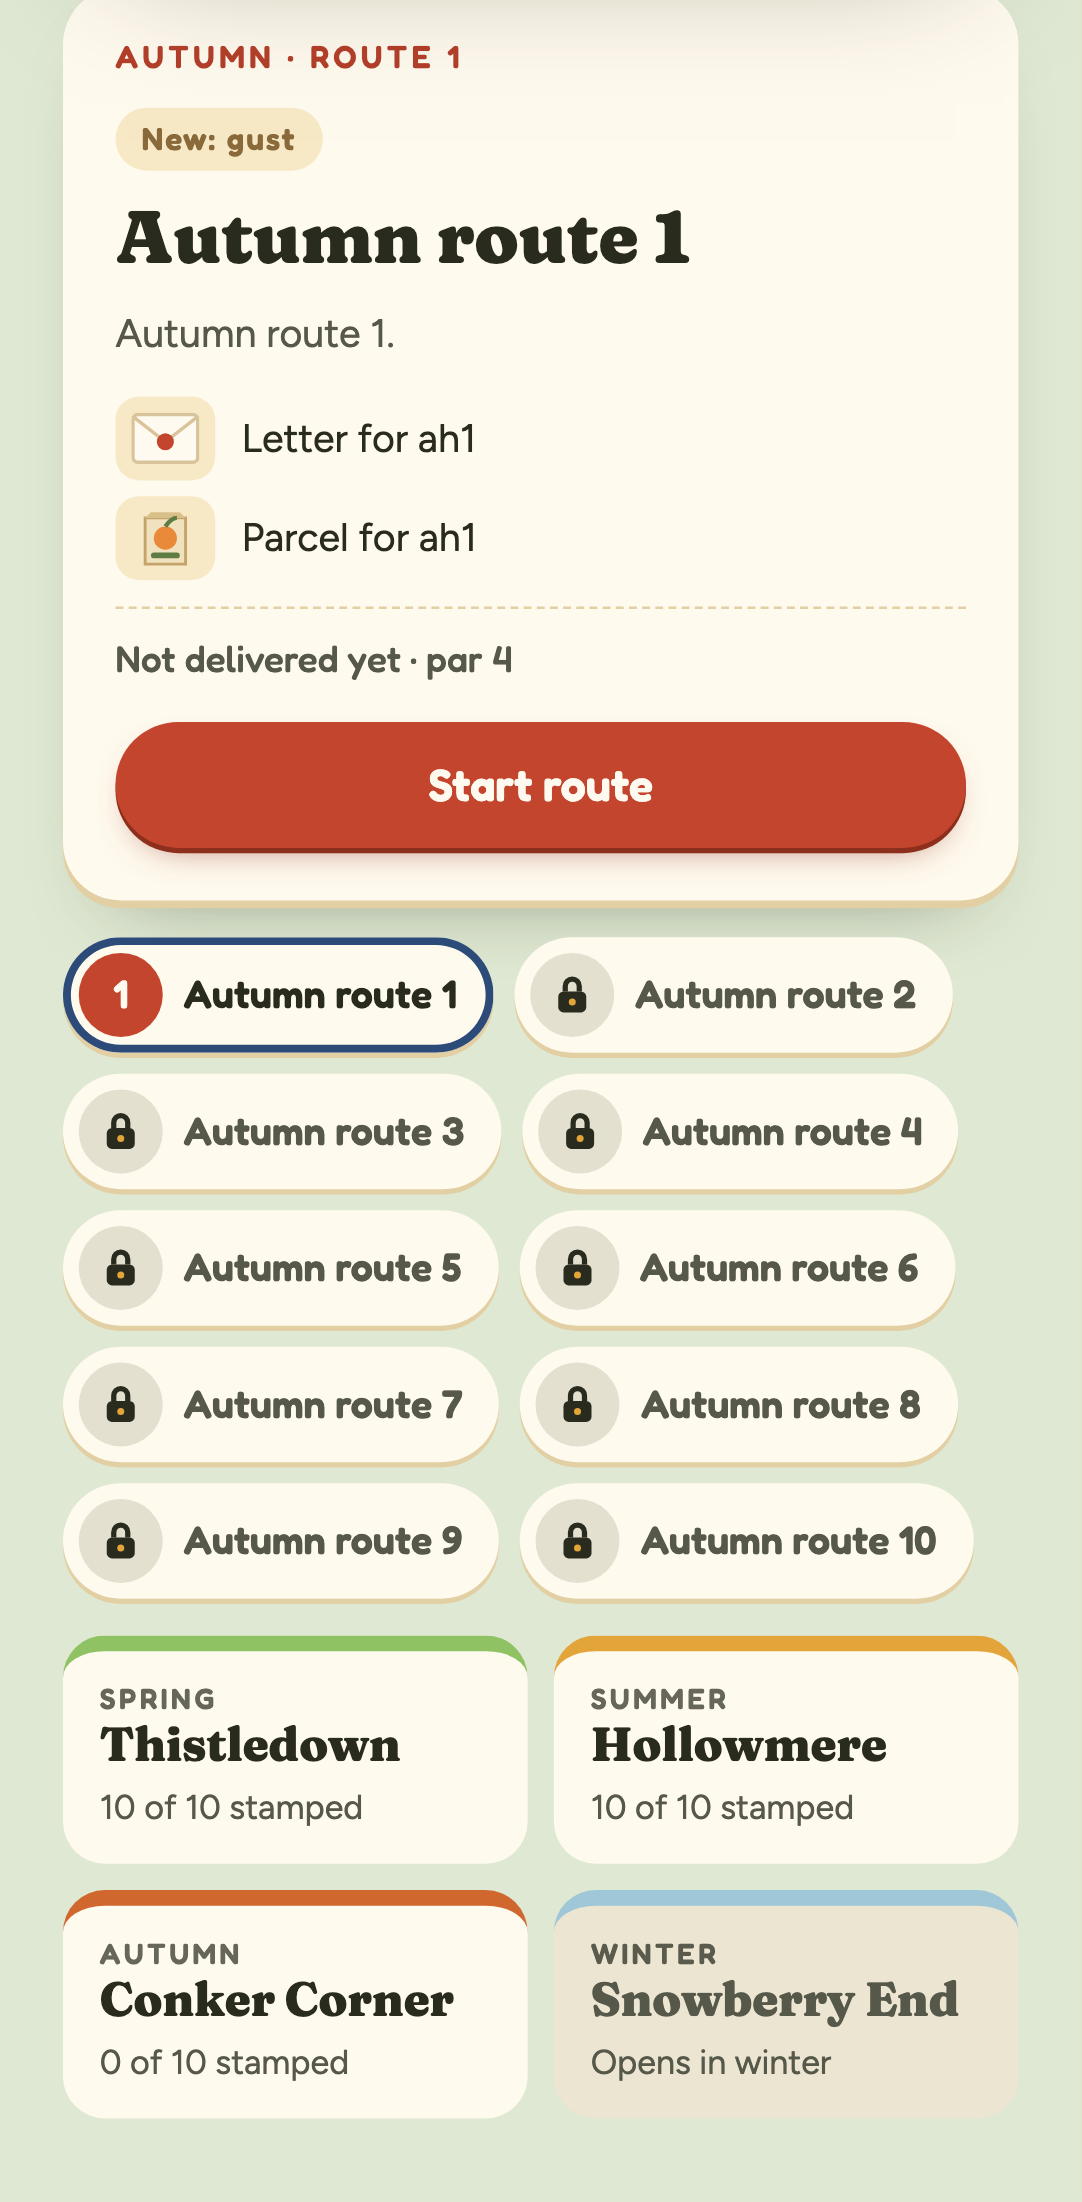 AUTUMN · ROUTE 1
New: gust
Autumn route 1
Autumn route 1.
Letter for ah1
Parcel for ah1
Not delivered yet · par 4
Start route
1 Autumn route 1
Autumn route 2
Autumn route 3
Autumn route 4
Autumn route 5
Autumn route 6
Autumn route 7
Autumn route 8
Autumn route 9
Autumn route 10
SPRING
Thistledown
10 of 10 stamped
SUMMER
Hollowmere
10 of 10 stamped
AUTUMN
Conker Corner
0 of 10 stamped
WINTER
Snowberry End
Opens in winter